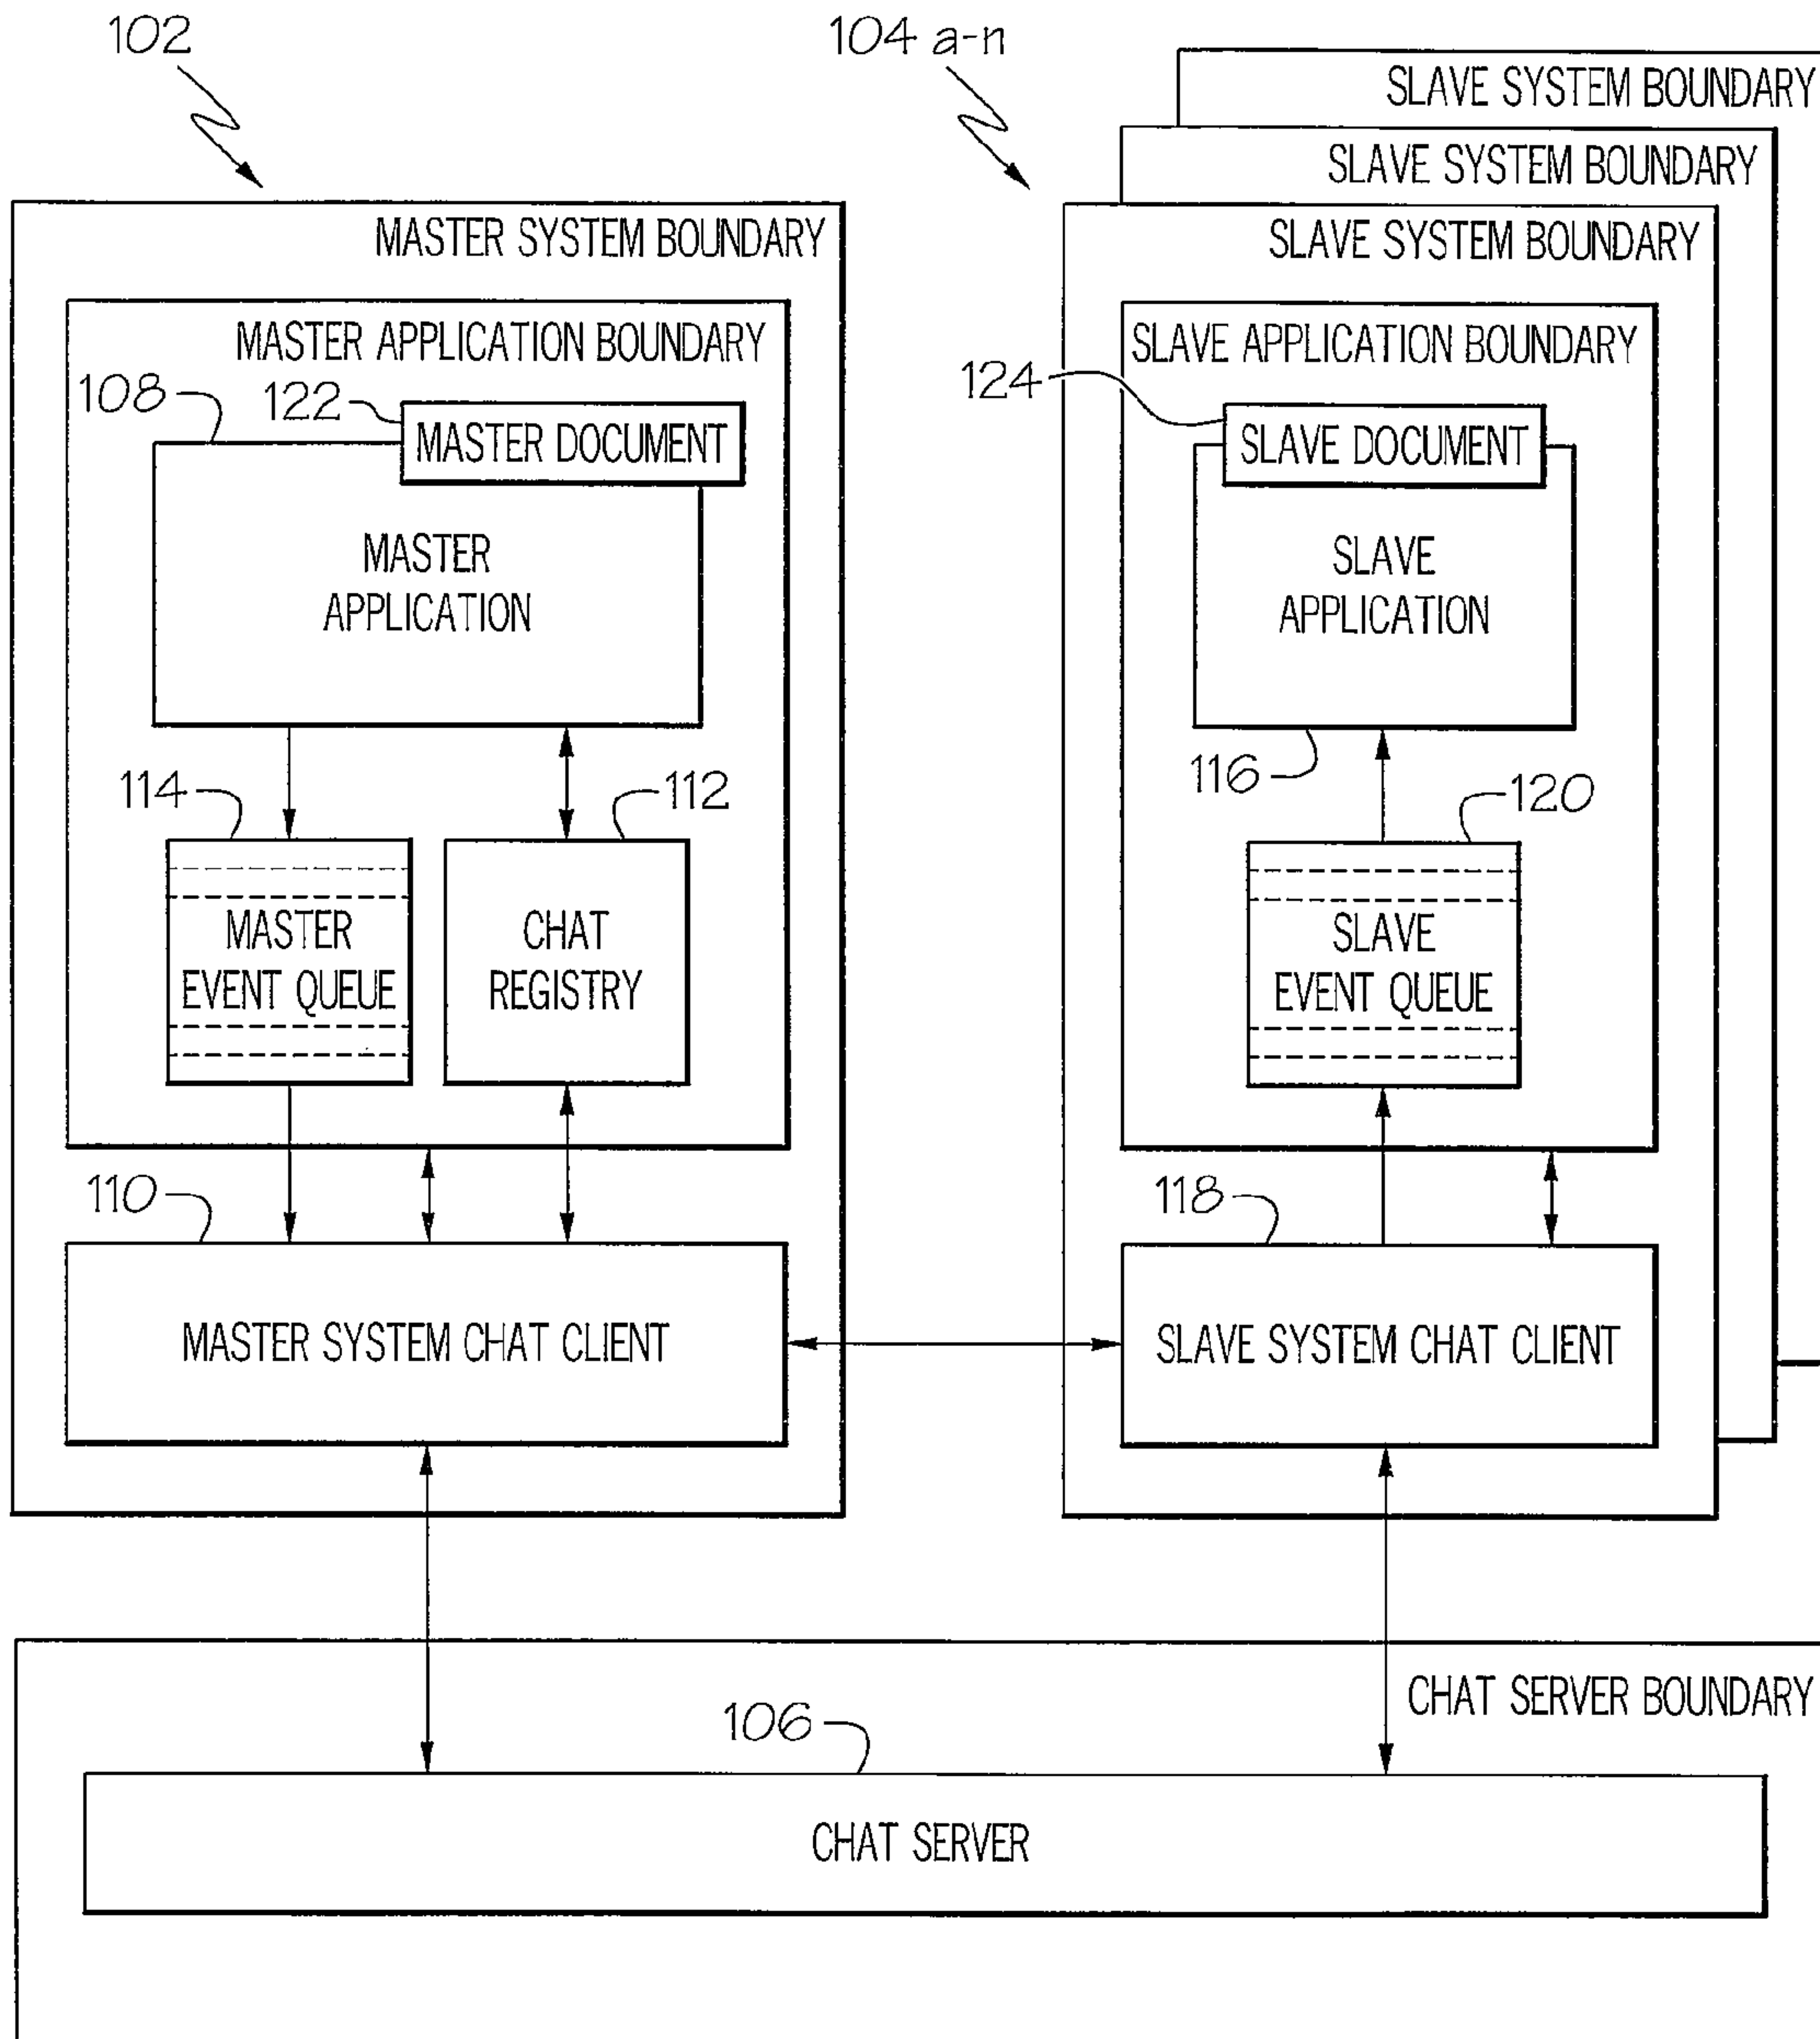 102
104 a-n
SLAVE SYSTEM BOUNDARY
SLAVE SYSTEM BOUNDARY
MASTER SYSTEM BOUNDARY
SLAVE SYSTEM BOUNDARY
MASTER APPLICATION BOUNDARY
SLAVE APPLICATION BOUNDARY
108
122
MASTER DOCUMENT
124
SLAVE DOCUMENT
MASTER
APPLICATION
SLAVE
APPLICATION
114
112
116
120
MASTER
EVENT QUEUE
CHAT
REGISTRY
SLAVE
EVENT QUEUE
110
118
MASTER SYSTEM CHAT CLIENT
SLAVE SYSTEM CHAT CLIENT
CHAT SERVER BOUNDARY
106
CHAT SERVER